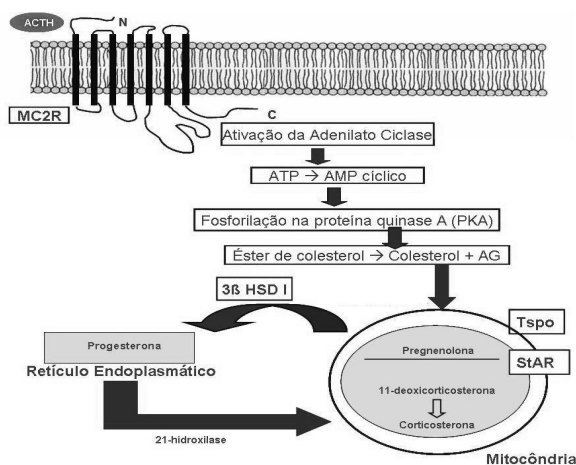 ACTH
N
MC2R
C
Ativação da Adenilato Ciclase
ATP → AMP cíclico
Fosforilação na proteína quinase A (PKA)
Éster de colesterol → Colesterol + AG
3ß HSD I
Tspo
Progesterona
Pregnenolona
StAR
Retículo Endoplasmático
11-deoxicorticosterona
Corticosterona
21-hidroxilase
Mitocôndria